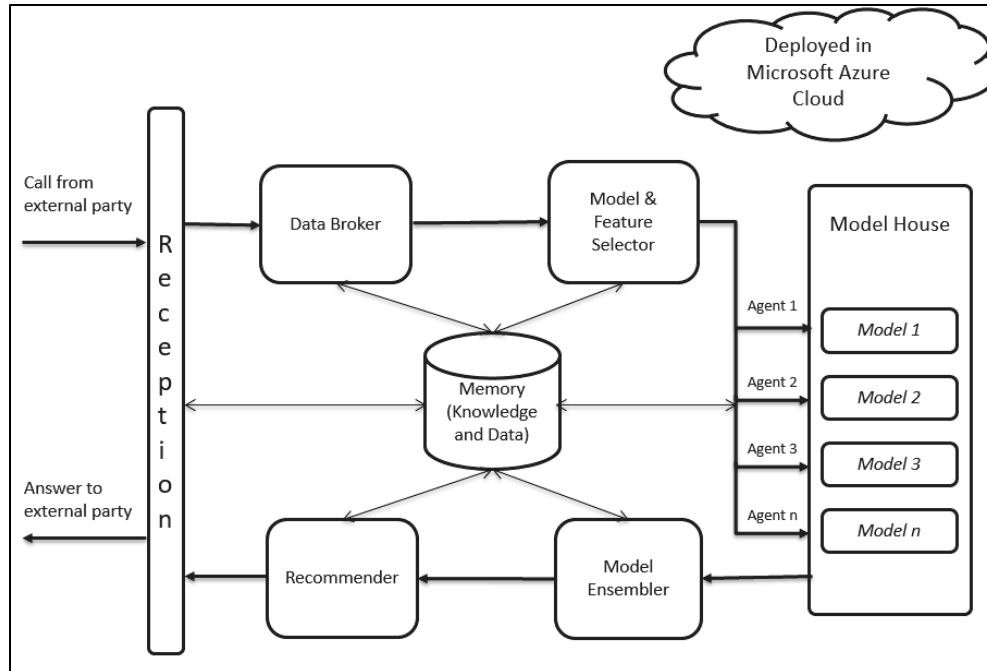 Deployed in
Microsoft Azure
Cloud
Call from
external party
Reception
Data Broker
Model &
Feature
Selector
Model House
Agent 1
Model 1
Agent 2
Model 2
Agent 3
Model 3
Agent n
Model n
Memory
(Knowledge
and Data)
Answer to
external party
Recommender
Model
Ensembler